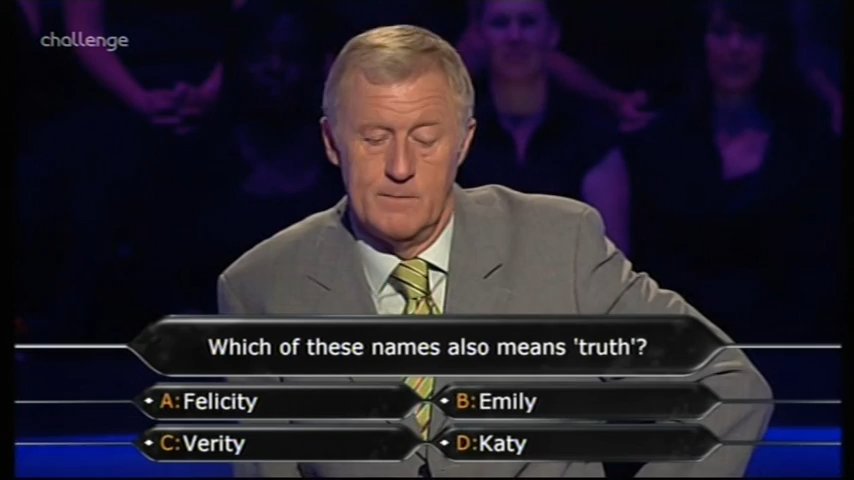 challenge
Which of these names also means 'truth'?
A:Felicity
B:Emily
C:Verity
D:Katy